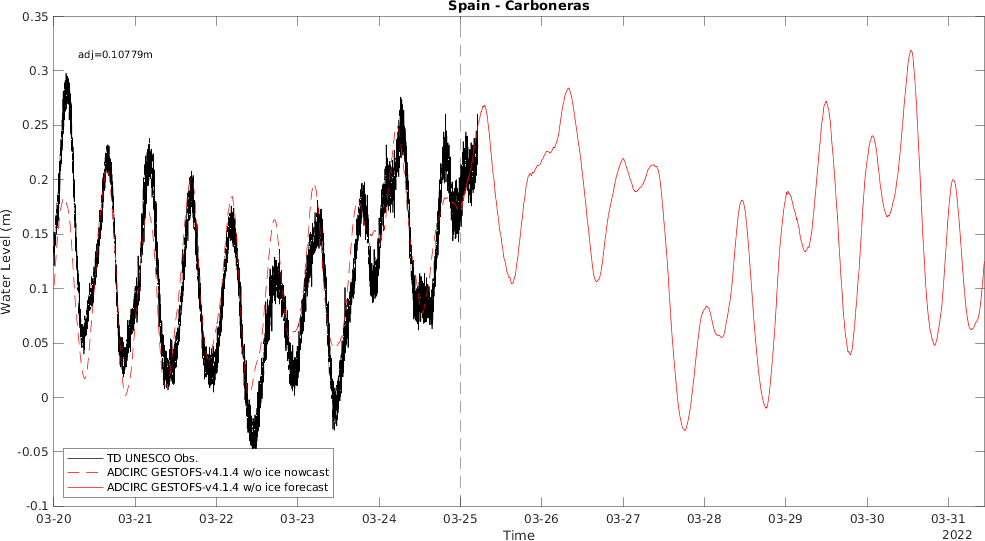 Spain - Carboneras
adj=0.10779m
Water Level (m)
0.35
0.3
0.25
0.2
0.15
0.1
0.05
0
-0.05
-0.1
TD UNESCO Obs.
ADCIRC GESTOFS-v4.1.4 w/o ice nowcast
ADCIRC GESTOFS-v4.1.4 w/o ice forecast
03-20 03-21 03-22 03-23 03-24 03-25 03-26 03-27 03-28 03-29 03-30 03-31
Time
2022